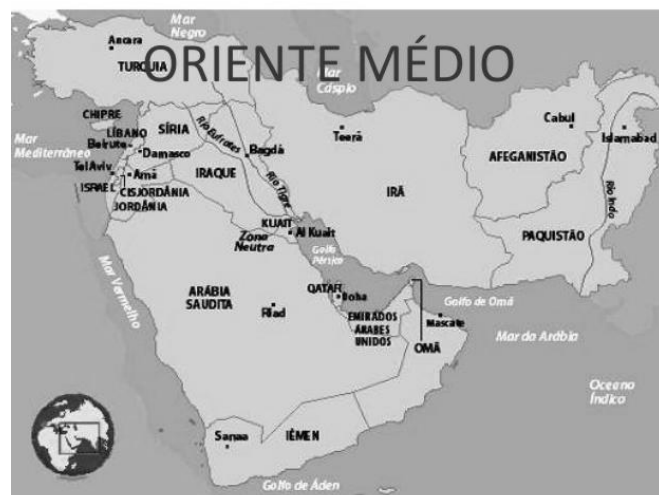 Mar
Negro
Ancara
ORIENTE MÉDIO
TURQUIA
Mar
Cáspio
CHIPRE
SÍRIA
Rio Eufrates
Teerã
Cabul
Islamabad
LÍBANO
Mar
Mediterrâneo
Beirute
Damasco
Bagdá
AFEGANISTÃO
Tel Aviv
Amã
IRAQUE
Rio Tigre
IRÃ
Rio Indo
ISRAEL
CISJORDÂNIA
JORDÂNIA
KUAIT
Al Kuait
PAQUISTÃO
Zona
Neutra
Golfo
Pérsico
Mar Vermelho
ARÁBIA
SAUDITA
Riad
QATAR
Doha
Golfo de Omã
EMIRADOS
ÁRABES
UNIDOS
Mascate
Mar da Arábia
OMÃ
Oceeno
Índico
Sanaa
IÊMEN
Golfo de Áden